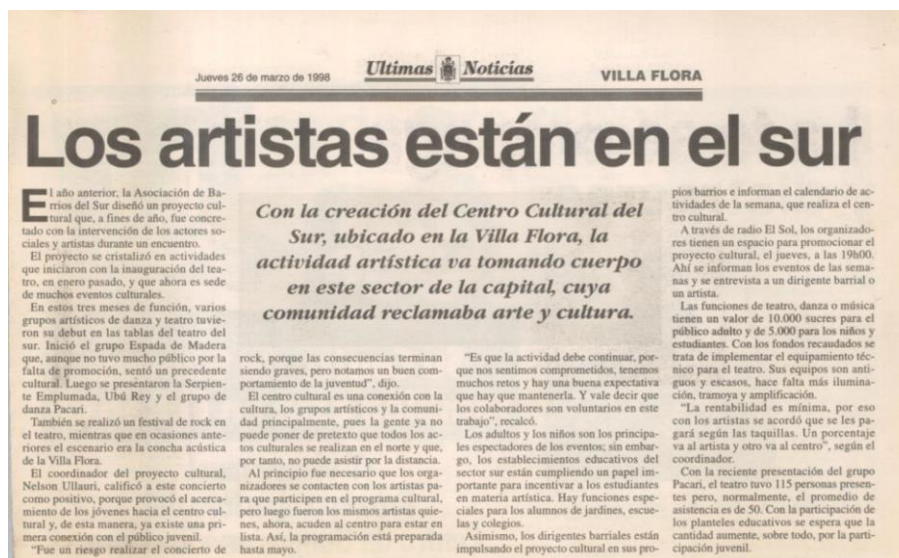 Jueves 26 de marzo de 1998
Ultimas Noticias
VILLA FLORA
Los artistas están en el sur
El año anterior, la Asociación de Ba-
rrios del Sur diseñó un proyecto cul-
tural que, a fines de año, fue concre-
tado con la intervención de los actores so-
ciales y artistas durante un encuentro.
El proyecto se cristalizó en actividades
que iniciaron con la inauguración del tea-
tro, en enero pasado, y que ahora es sede
de muchos eventos culturales.
En estos tres meses de función, varios
grupos artísticos de danza y teatro tuvie-
ron su debut en las tablas del teatro del
sur. Inició el grupo Espada de Madera
que, aunque no tuvo mucho público por la
falta de promoción, sentó un precedente
cultural. Luego se presentaron la Serpien-
te Emplumada, Ubú Rey y el grupo de
danza Pacari.
También se realizó un festival de rock en
el teatro, mientras que en ocasiones ante-
riores el escenario era la concha acústica
de la Villa Flora.
El coordinador del proyecto cultural,
Nelson Ullauri, calificó a este concierto
como positivo, porque provocó el acerca-
miento de los jóvenes hacia el centro cul-
tural y, de esta manera, ya existe una pri-
mera conexión con el público juvenil.
"Fue un riesgo realizar el concierto de
Con la creación del Centro Cultural del
Sur, ubicado en la Villa Flora, la
actividad artística va tomando cuerpo
en este sector de la capital, cuya
comunidad reclamaba arte y cultura.
rock, porque las consecuencias terminan
siendo graves, pero notamos un buen com-
portamiento de la juventud", dijo.
El centro cultural es una conexión con la
cultura, los grupos artísticos y la comuni-
dad principalmente, pues la gente ya no
puede poner de pretexto que todos los ac-
tos culturales se realizan en el norte y que,
por tanto, no puede asistir por la distancia.
Al principio fue necesario que los orga-
nizadores se contacten con los artistas pa-
ra que participen en el programa cultural,
pero luego fueron los mismos artistas quie-
nes, ahora, acuden al centro para estar en
lista. Así, la programación está preparada
hasta mayo.
"Es que la actividad debe continuar, por-
que nos sentimos comprometidos, tenemos
muchos retos y hay una buena expectativa
que hay que mantenerla. Y vale decir que
los colaboradores son voluntarios en este
trabajo", recalcó.
Los adultos y los niños son los principa-
les espectadores de los eventos; sin embar-
go, los establecimientos educativos del
sector sur están cumpliendo un papel im-
portante para incentivar a los estudiantes
en materia artística. Hay funciones espe-
ciales para los alumnos de jardines, escue-
las y colegios.
Asimismo, los dirigentes barriales están
impulsando el proyecto cultural en sus pro-
pios barrios e informan el calendario de ac-
tividades de la semana, que realiza el cen-
tro cultural.
A través de radio El Sol, los organizado-
res tienen un espacio para promocionar el
proyecto cultural, el jueves, a las 19h00.
Ahí se informan los eventos de las sema-
nas y se entrevista a un dirigente barrial o
un artista.
Las funciones de teatro, danza o música
tienen un valor de 10.000 sucres para el
público adulto y de 5.000 para los niños y
estudiantes. Con los fondos recaudados se
trata de implementar el equipamiento téc-
nico para el teatro. Sus equipos son anti-
guos y escasos, hace falta más ilumina-
ción, tramoya y amplificación.
"La rentabilidad es mínima, por eso
con los artistas se acordó que se les pa-
gará según las taquillas. Un porcentaje
va al artista y otro va al centro", según el
coordinador.
Con la reciente presentación del grupo
Pacari, el teatro tuvo 115 personas presen-
tes pero, normalmente, el promedio de
asistencia es de 50. Con la participación de
los planteles educativos se espera que la
cantidad aumente, sobre todo, por la parti-
cipación juvenil.